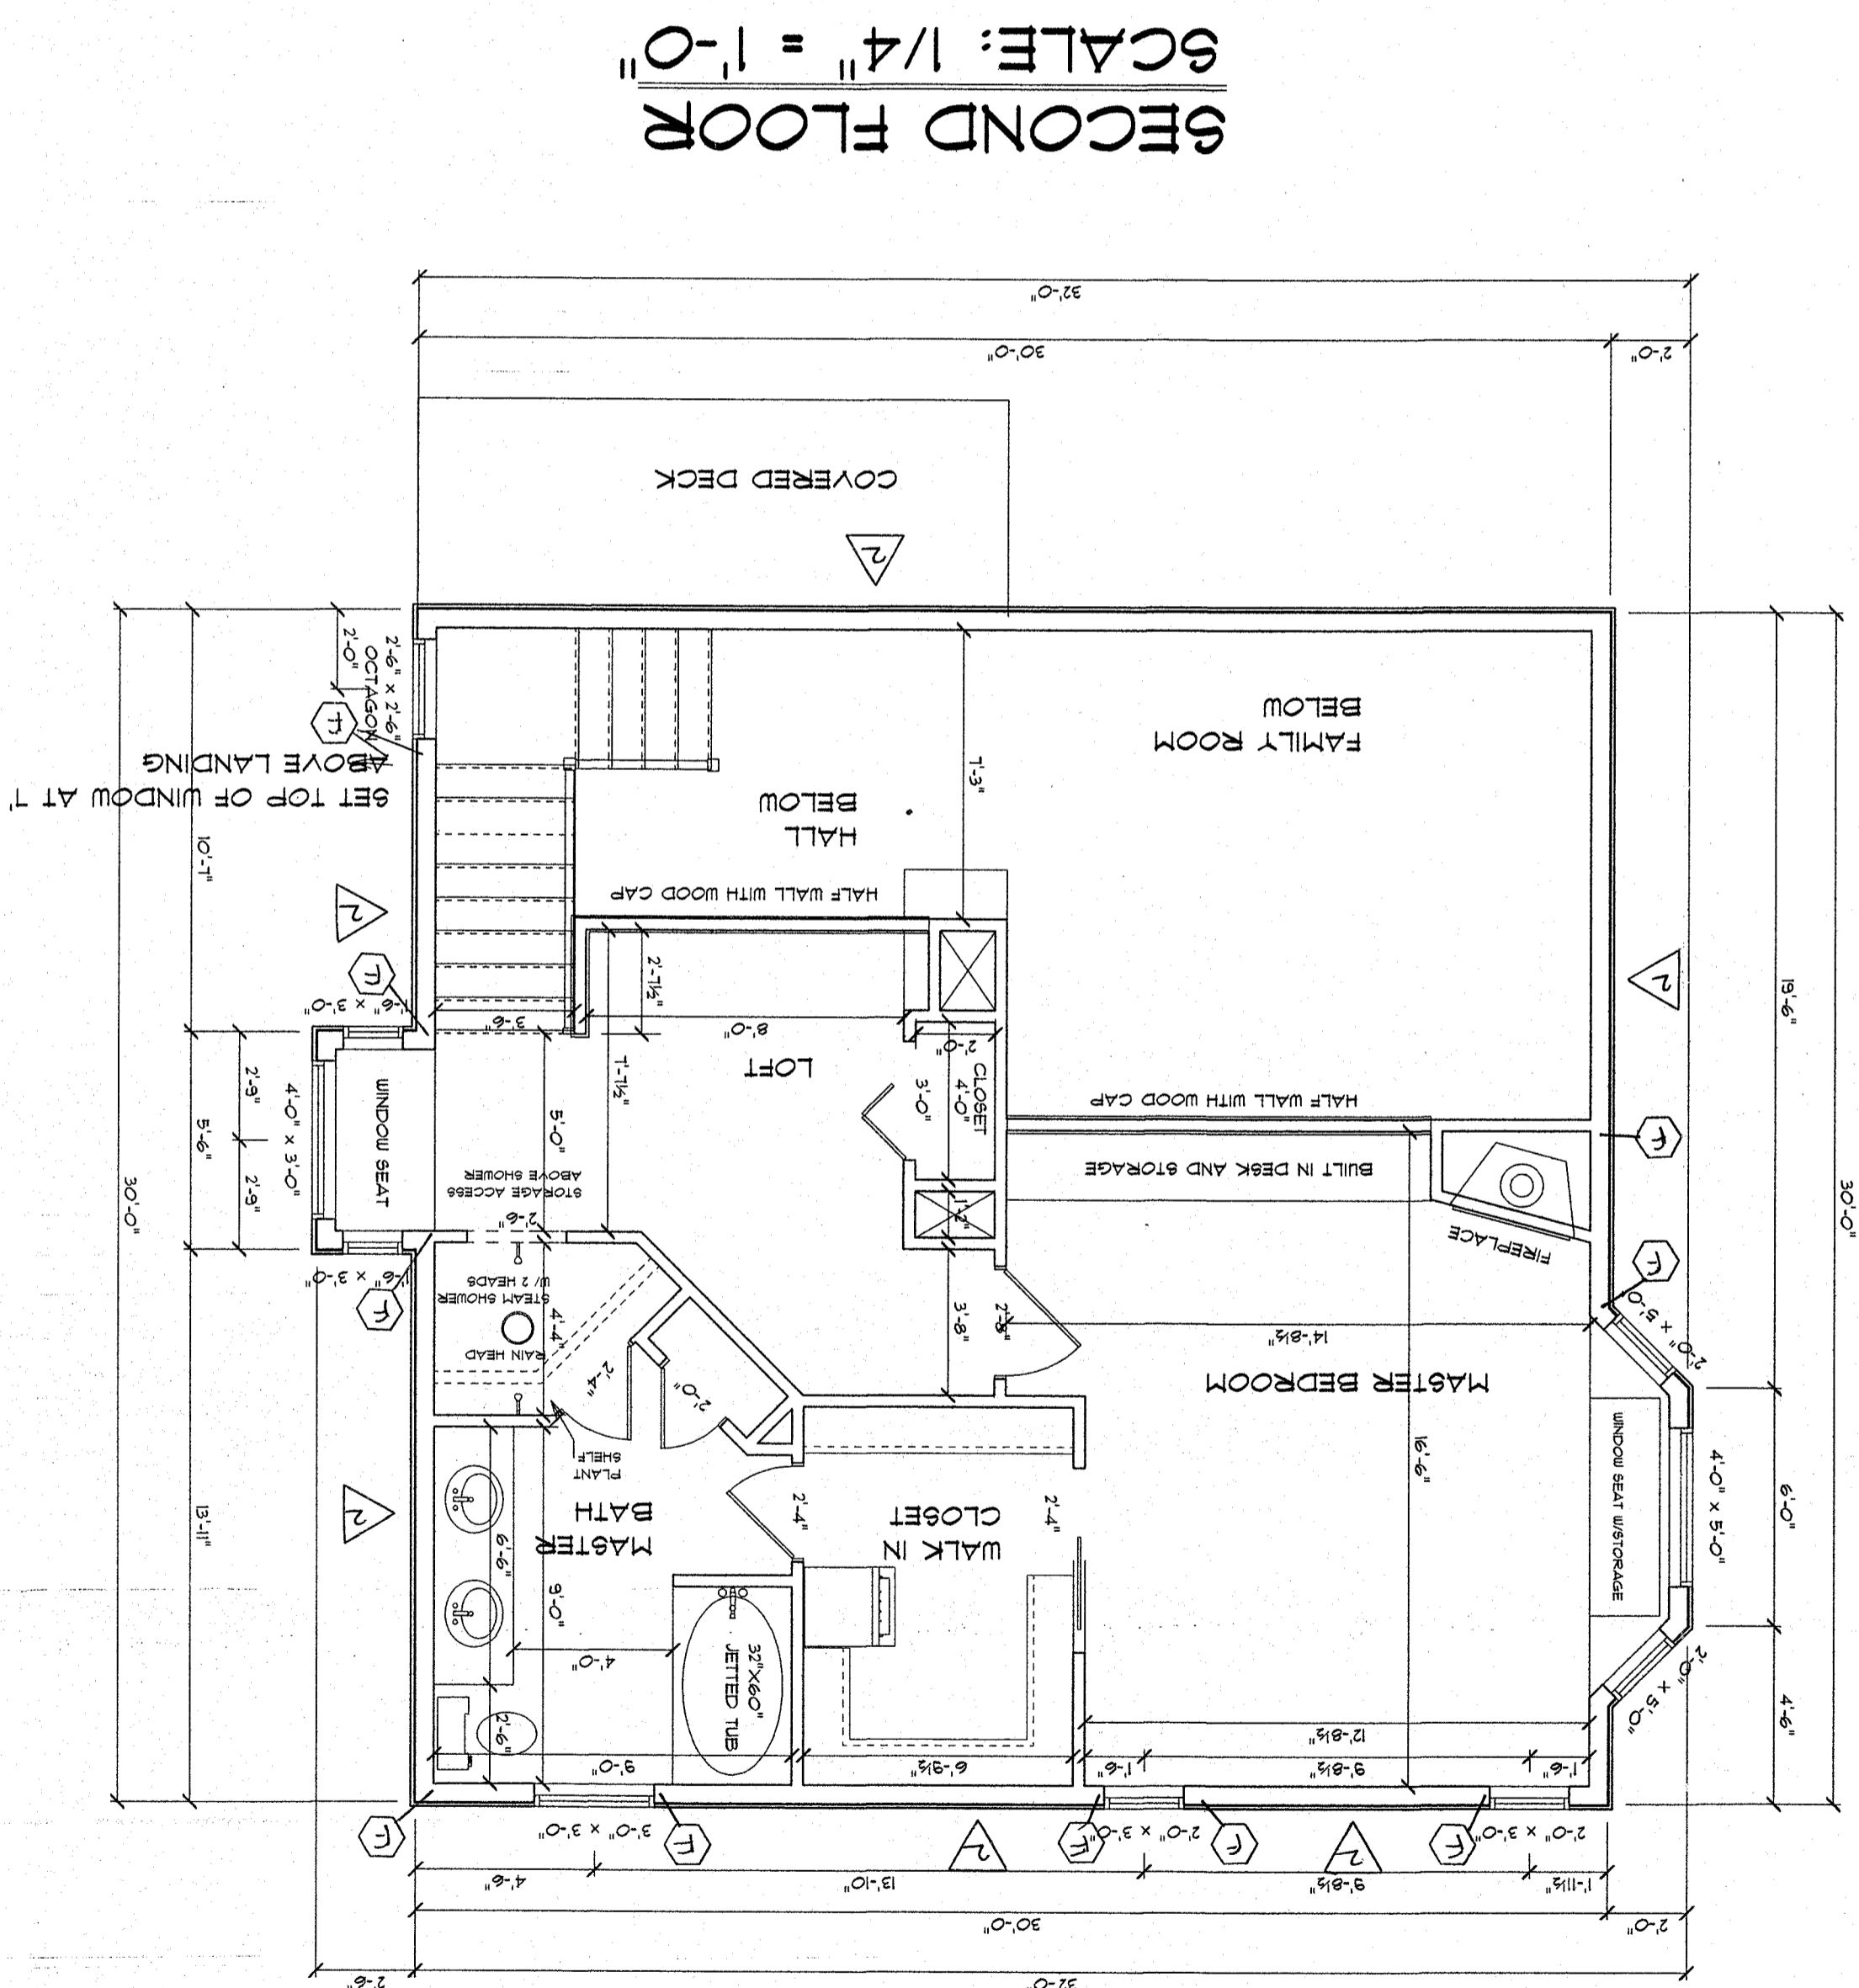 32'-0"
2'-6"
2'-0"
30'-0"
1'-11½"
9'-8½"
13'-10"
4'-6"
2'-0" x 3'-0"
F
2
F
2'-0" x 3'-0"
F
2
F
3'-0" x 3'-0"
F
1'-6"
9'-8½"
1'-6"
12'-8½"
6'-9½"
9'-0"
2'-6"
4'-6"
2'-0" x 5'-0"
6'-0"
4'-0" x 5'-0"
WINDOW SEAT W/STORAGE
2'-0" x 5'-0"
16'-6"
MASTER BEDROOM
14'-8½"
F
30'-0"
FIREPLACE
F
BUILT IN DESK AND STORAGE
HALF WALL WITH WOOD CAP
19'-6"
2
WALK IN
CLOSET
2'-4"
2'-4"
32"X60"
JETTED TUB
4'-0"
9'-0"
6'-6"
MASTER
BATH
PLANT
SHELF
13'-11"
2
2'-0"
2'-4"
RAIN HEAD
4'-4"
STEAM SHOWER
W/ 2 HEADS
2'-8"
3'-8"
F
1'-6" x 3'-0"
1'-2"
2'-6"
STORAGE ACCESS
ABOVE SHOWER
WINDOW SEAT
4'-0" x 3'-0"
2'-9"
2'-9"
5'-6"
30'-0"
5'-0"
CLOSET
4'-0"
3'-0"
2'-0"
LOFT
7'-7½"
8'-0"
2'-7½"
3'-6"
1'-6" x 3'-0"
F
2
HALF WALL WITH WOOD CAP
10'-7"
HALL
BELOW
7'-3"
SET TOP OF WINDOW AT 7'
ABOVE LANDING
F
2'-6" x 2'-6"
OCTAGON
2'-0"
FAMILY ROOM
BELOW
2
COVERED DECK
2'-0"
30'-0"
32'-0"
SECOND FLOOR
SCALE: 1/4" = 1'-0"